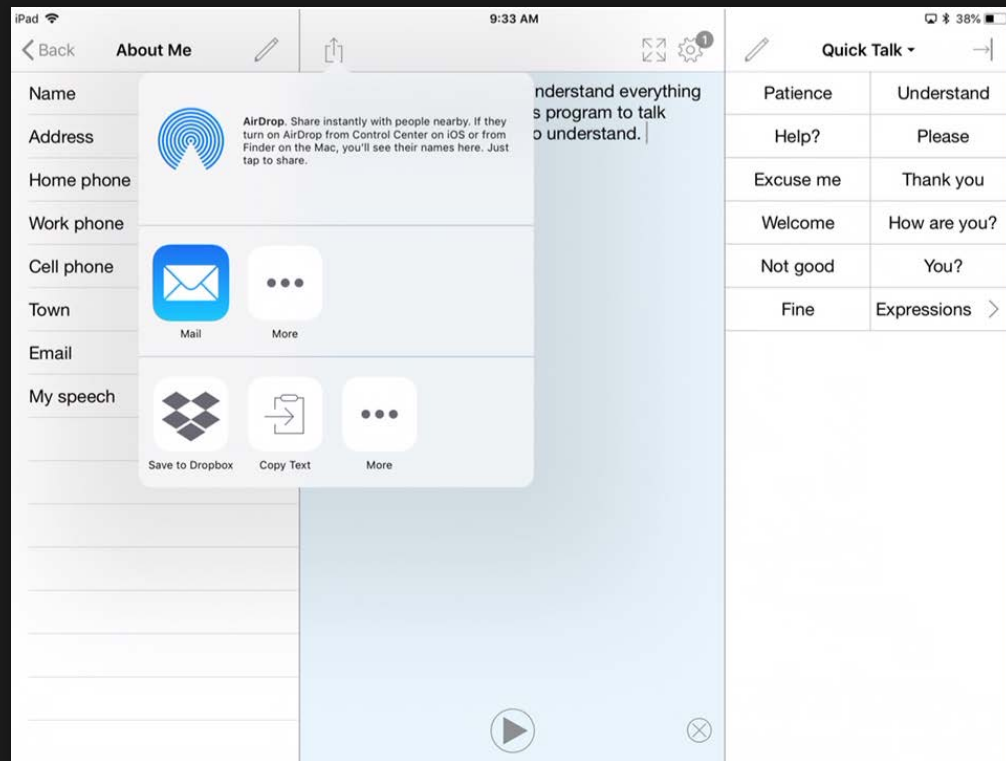 iPad 9:33 AM 38%
Back About Me 1 Quick Talk
Name
Address
Home phone
Work phone
Cell phone
Town
Email
My speech
AirDrop. Share instantly with people nearby. If they
turn on AirDrop from Control Center on iOS or from
Finder on the Mac, you'll see their names here. Just
tap to share.
Mail More
Save to Dropbox Copy Text More
nderstand everything
s program to talk
o understand.
Patience Understand
Help? Please
Excuse me Thank you
Welcome How are you?
Not good You?
Fine Expressions